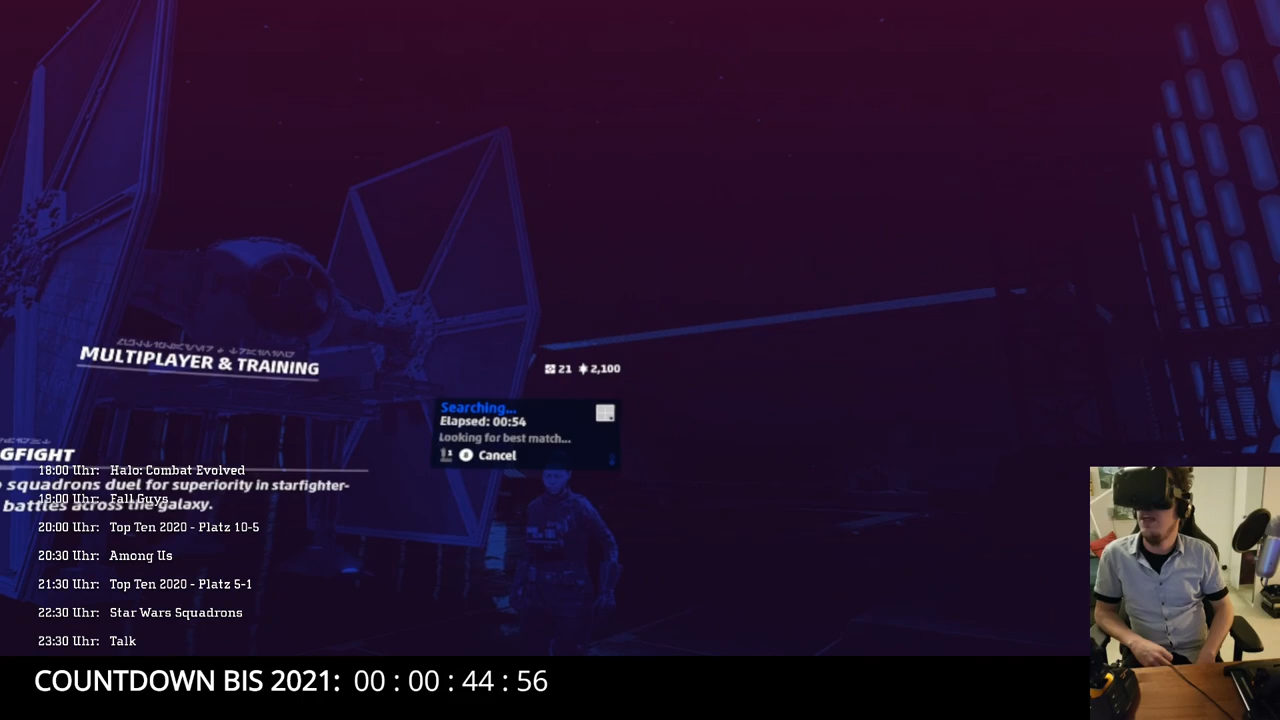 MULTIPLAYER & TRAINING
21 2,100
Searching...
Elapsed: 00:54
Looking for best match...
1 Cancel
GFIGHT
squadrons duel for superiority in starfighter-
battles across the galaxy.
18:00 Uhr: Halo: Combat Evolved
19:00 Uhr: Fall Guys
20:00 Uhr: Top Ten 2020 - Platz 10-5
20:30 Uhr: Among Us
21:30 Uhr: Top Ten 2020 - Platz 5-1
22:30 Uhr: Star Wars Squadrons
23:30 Uhr: Talk
COUNTDOWN BIS 2021: 00 : 00 : 44 : 56